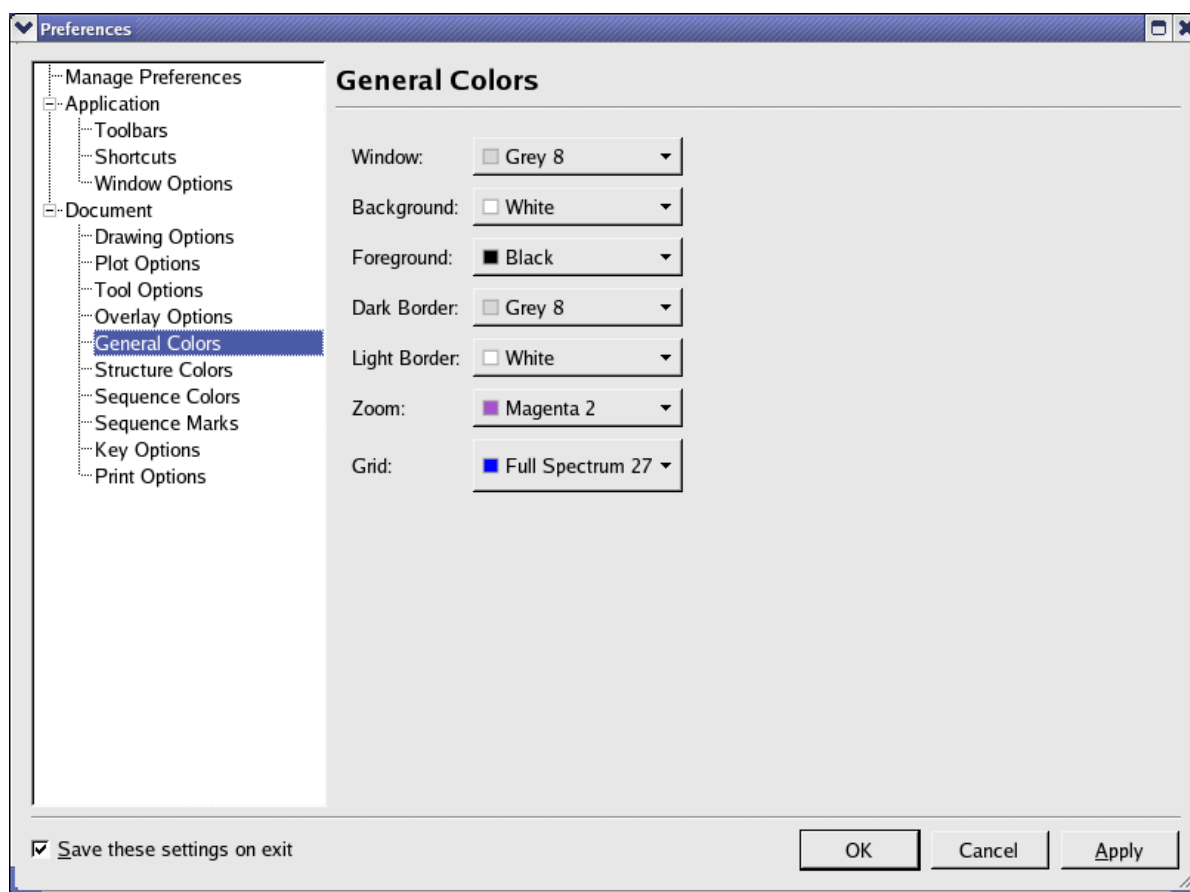 Preferences
Manage Preferences
Application
Toolbars
Shortcuts
Window Options
Document
Drawing Options
Plot Options
Tool Options
Overlay Options
General Colors
Structure Colors
Sequence Colors
Sequence Marks
Key Options
Print Options
General Colors
Window: Grey 8
Background: White
Foreground: Black
Dark Border: Grey 8
Light Border: White
Zoom: Magenta 2
Grid: Full Spectrum 27
Save these settings on exit
OK Cancel Apply